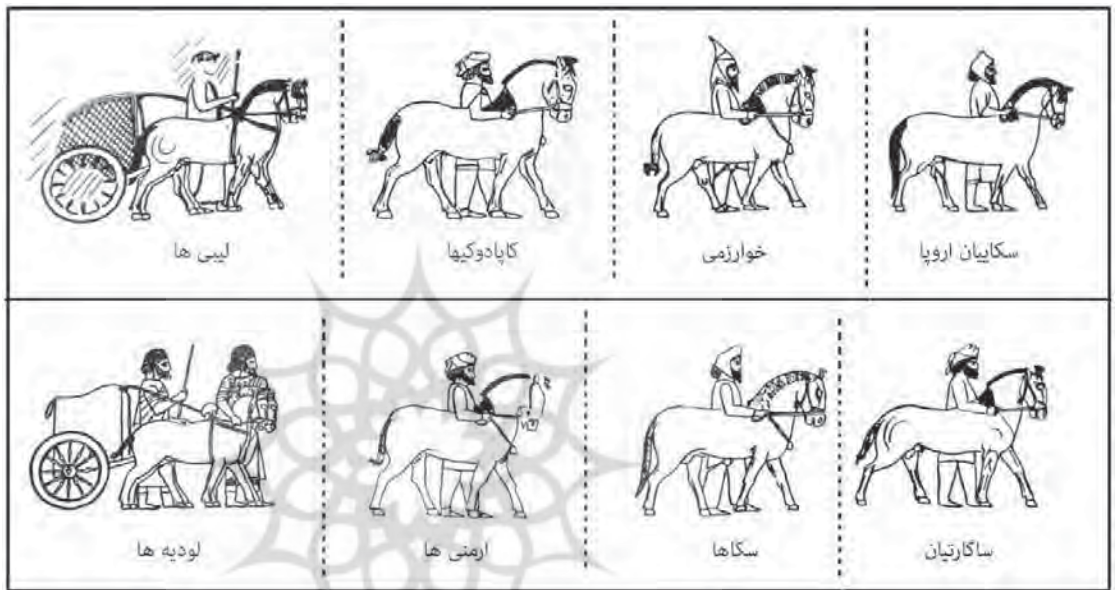 سکاییان اروپا
خوارزمی
کاپادوکیها
لیبی ها
ساگارتیان
سکاها
ارمنی ها
لودیه ها